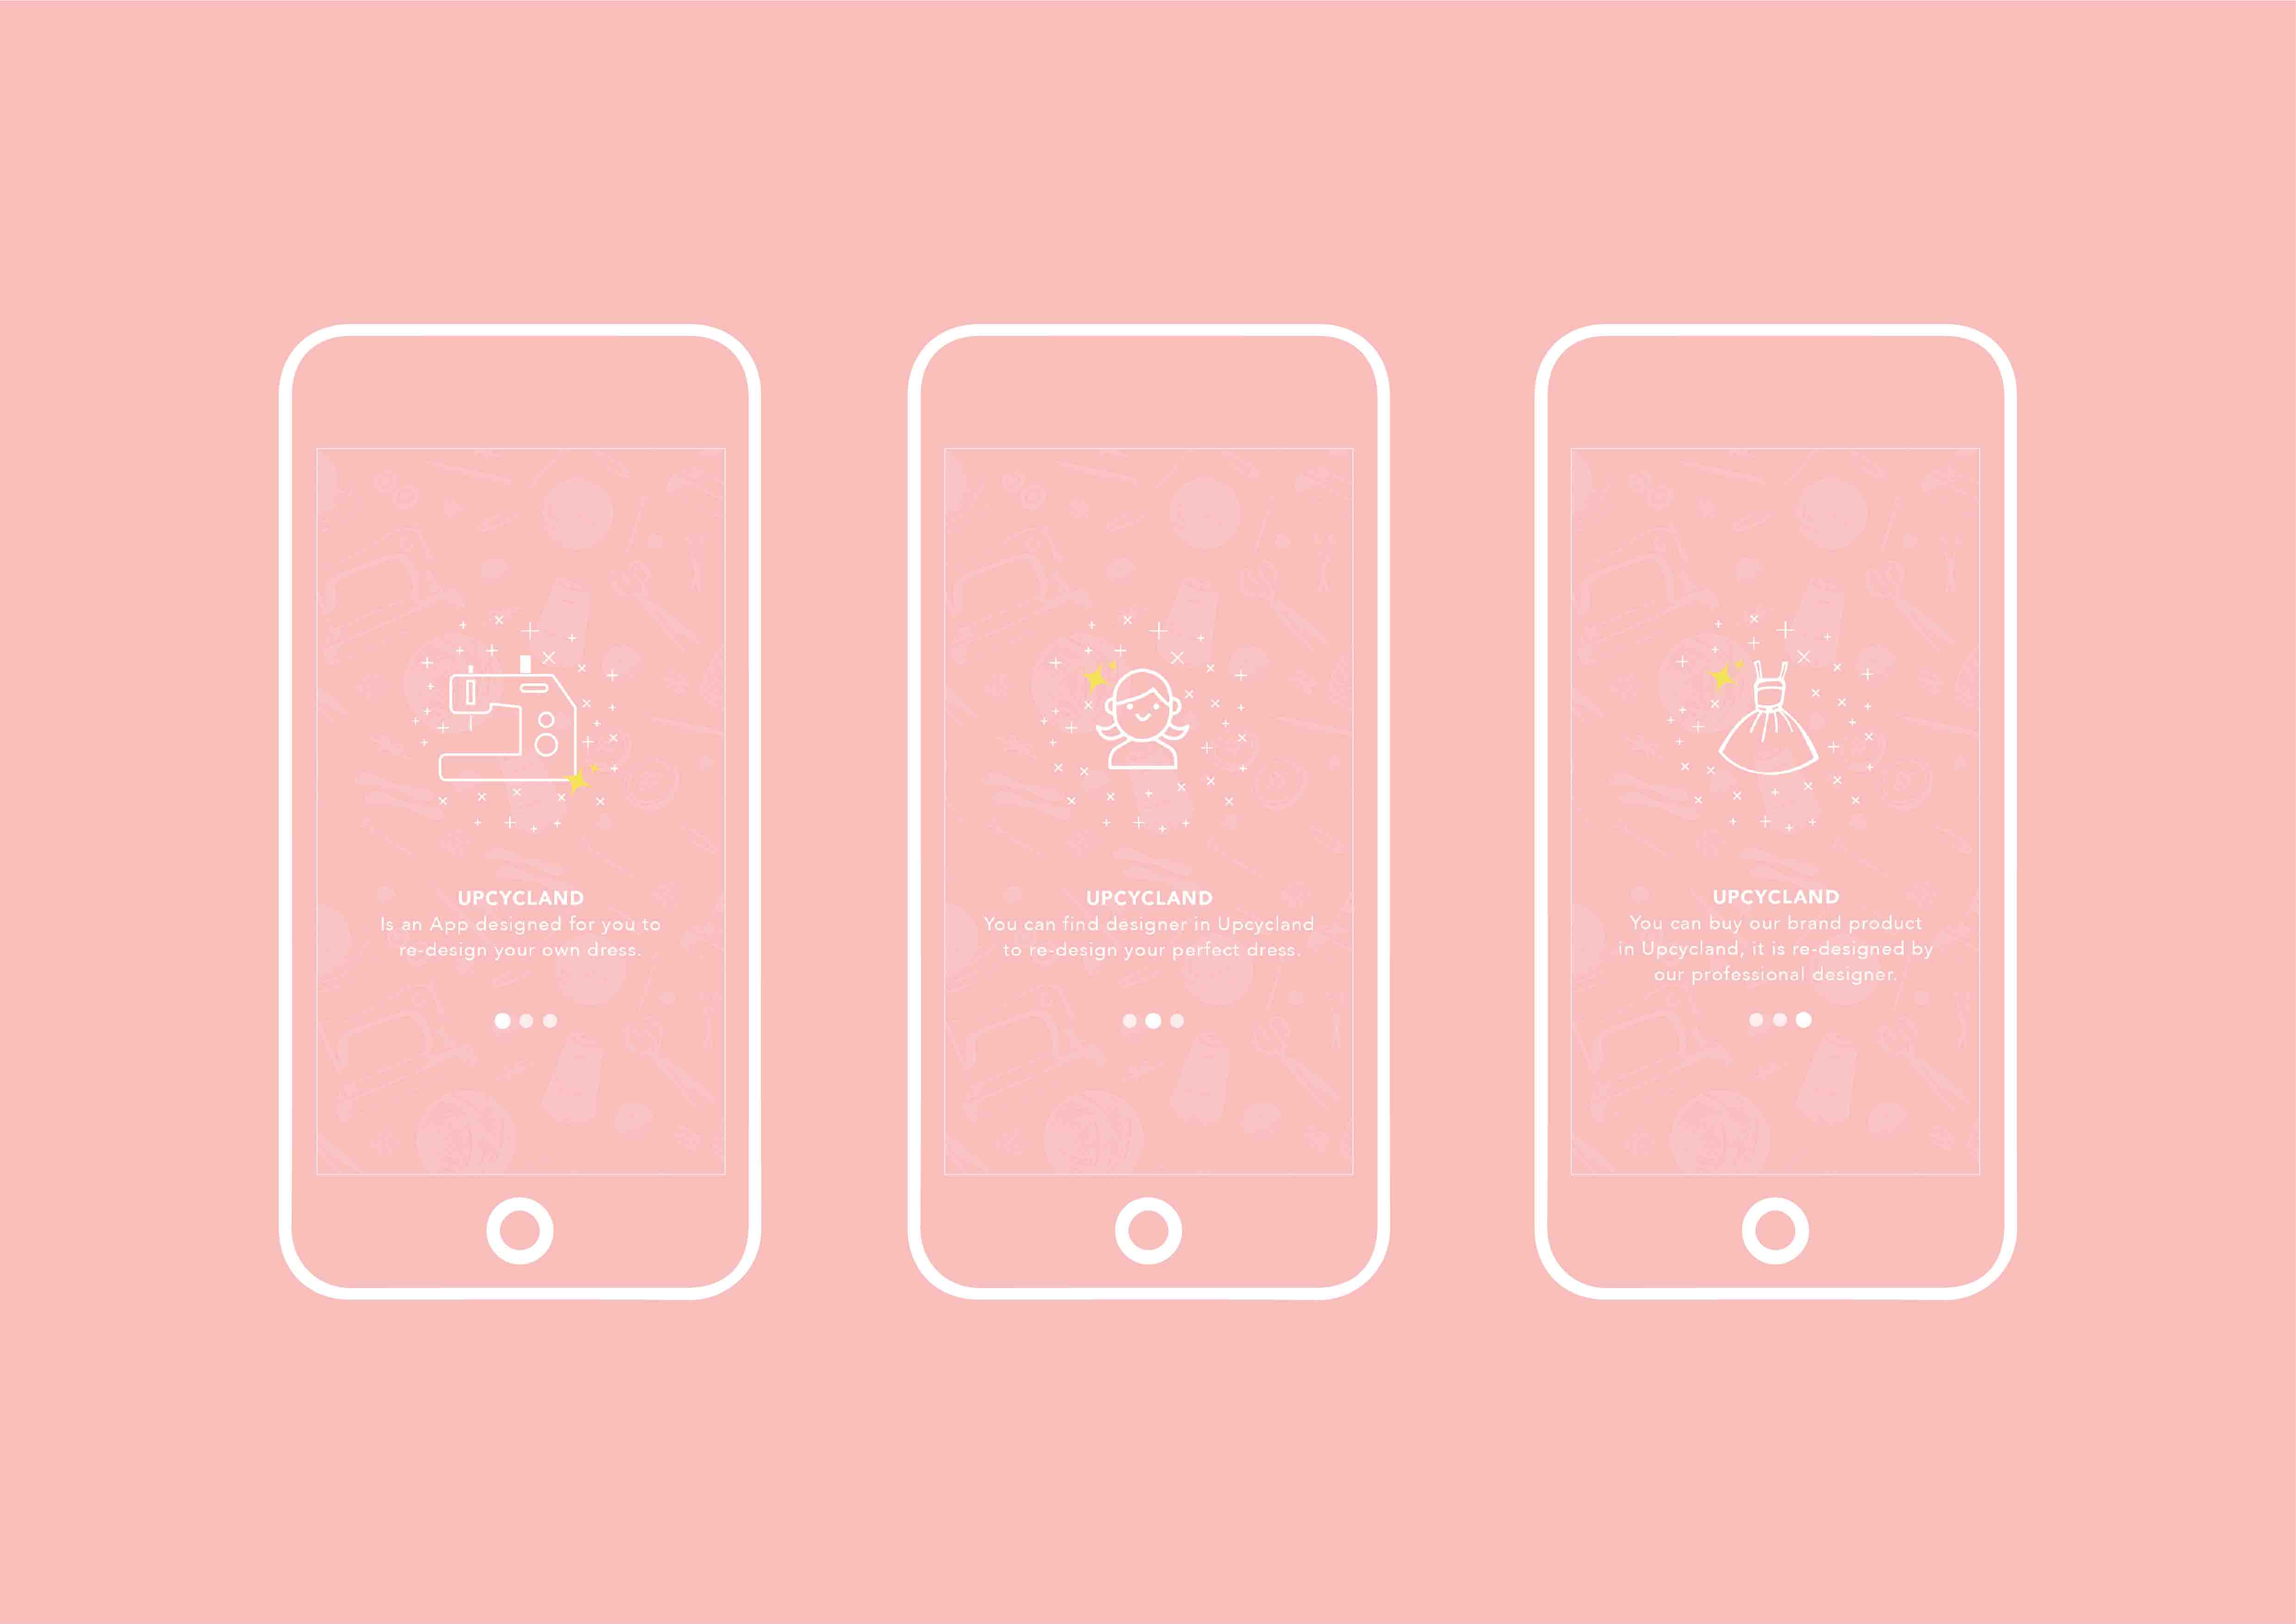 UPCYCLAND
Is an App designed for you to
re-design your own dress.
UPCYCLAND
You can find designer in Upcycland
to re-design your perfect dress.
UPCYCLAND
You can buy our brand product
in Upcycland, it is re-designed by
our professional designer.